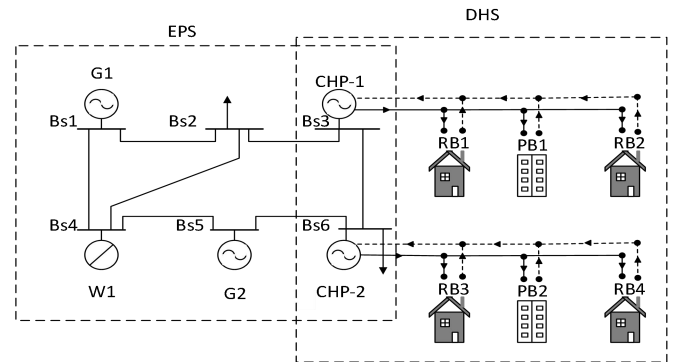 DHS
EPS
G1
CHP-1
Bs1
Bs2
Bs3
RB1
PB1
RB2
Bs4
Bs5
Bs6
W1
G2
CHP-2
RB3
PB2
RB4